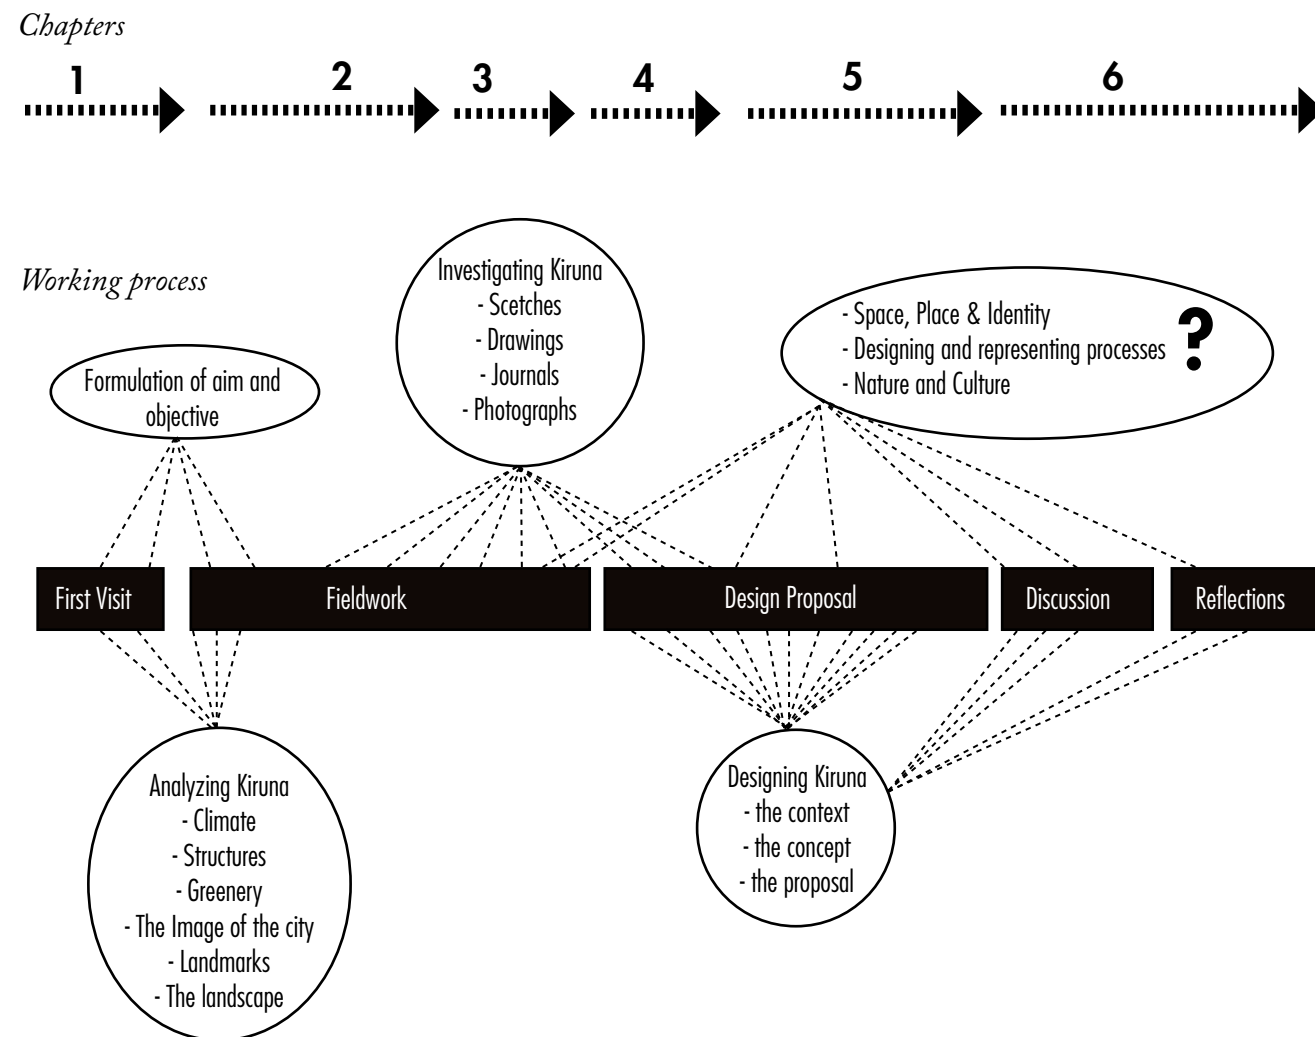 Chapters
1 2 3 4 5 6
Working process
Formulation of aim and
objective
Investigating Kiruna
- Scetches
- Drawings
- Journals
- Photographs
- Space, Place & Identity
- Designing and representing processes
- Nature and Culture
?
First Visit
Fieldwork
Design Proposal
Discussion
Reflections
Analyzing Kiruna
- Climate
- Structures
- Greenery
- The Image of the city
- Landmarks
- The landscape
Designing Kiruna
- the context
- the concept
- the proposal